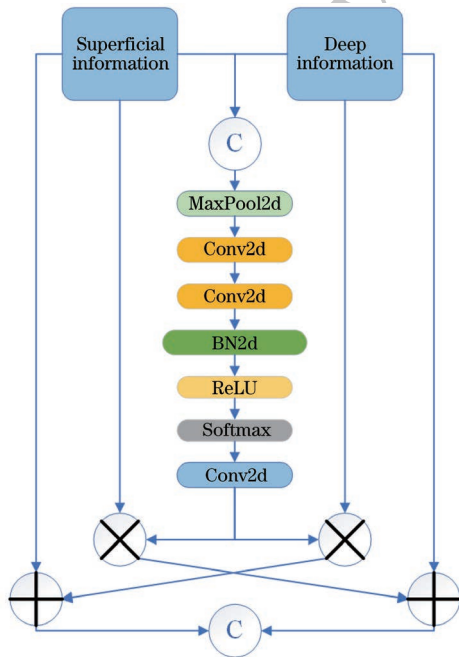 Superficial
information
Deep
information
C
MaxPool2d
Conv2d
Conv2d
BN2d
ReLU
Softmax
Conv2d
C